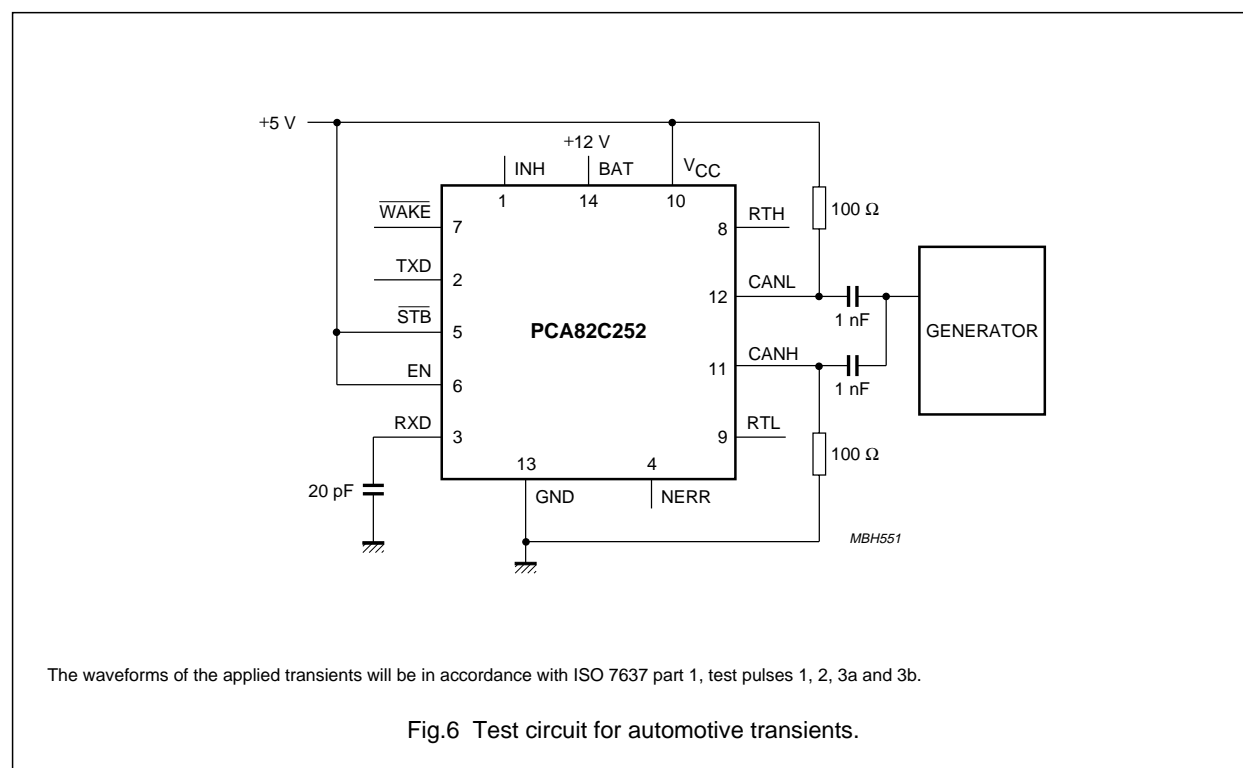 +5 V
+12 V
INH
BAT
VCC
1
14
10
WAKE
7
8
RTH
100 Ω
TXD
2
12
CANL
1 nF
STB
5
PCA82C252
GENERATOR
EN
6
11
CANH
1 nF
RXD
3
9
RTL
100 Ω
13
4
20 pF
GND
NERR
MBH551
The waveforms of the applied transients will be in accordance with ISO 7637 part 1, test pulses 1, 2, 3a and 3b.
Fig.6 Test circuit for automotive transients.